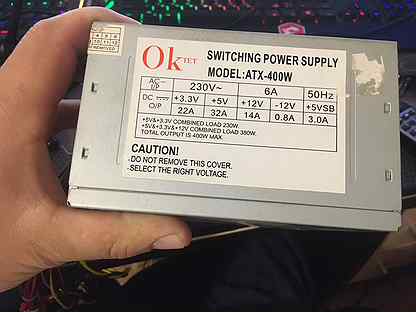 OkTET SWITCHING POWER SUPPLY
MODEL:ATX-400W
AC~ I/P 230V~ 6A 50Hz
DC O/P +3.3V +5V +12V -12V +5VSB
22A 32A 14A 0.8A 3.0A
+5V&+3.3V COMBINED LOAD 230W.
+5V&+3.3V&+12V COMBINED LOAD 380W.
TOTAL OUTPUT IS 400W MAX.
CAUTION!
-DO NOT REMOVE THIS COVER.
-SELECT THE RIGHT VOLTAGE.